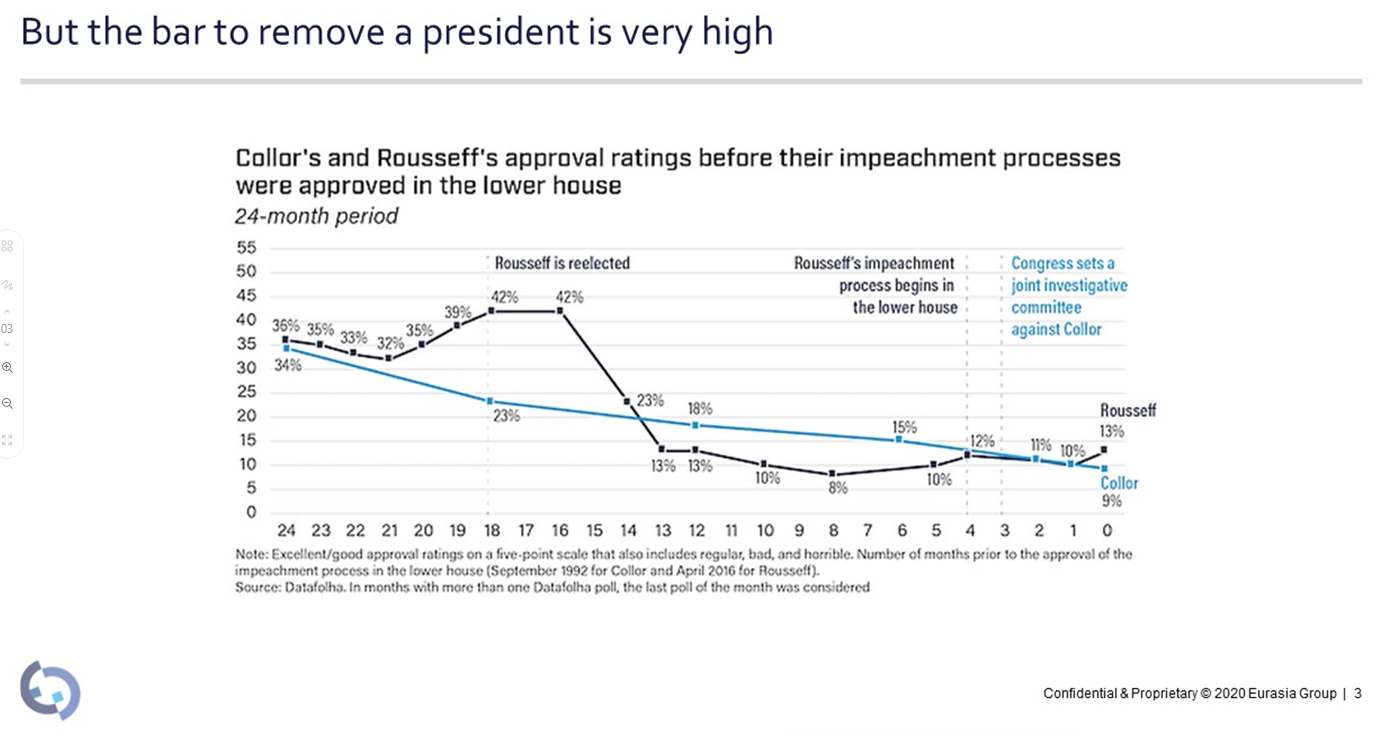 But the bar to remove a president is very high
Collor's and Rousseff's approval ratings before their impeachment processes
were approved in the lower house
24-month period
55
50
45
40
35
30
25
20
15
10
5
0
Rousseff is reelected
Rousseff's impeachment
process begins in
the lower house
Congress sets a
joint investigative
committee
against Collor
36% 35% 33% 32% 35% 39% 42% 42%
34%
23%
23%
18%
13% 13%
10%
8%
15%
10%
12%
11% 10%
Rousseff
13%
Collor
9%
24 23 22 21 20 19 18 17 16 15 14 13 12 11 10 9 8 7 6 5 4 3 2 1 0
Note: Excellent/good approval ratings on a five-point scale that also includes regular, bad, and horrible. Number of months prior to the approval of the
impeachment process in the lower house (September 1992 for Collor and April 2016 for Rousseff).
Source: Datafolha. In months with more than one Datafolha poll, the last poll of the month was considered
03
Confidential & Proprietary © 2020 Eurasia Group | 3